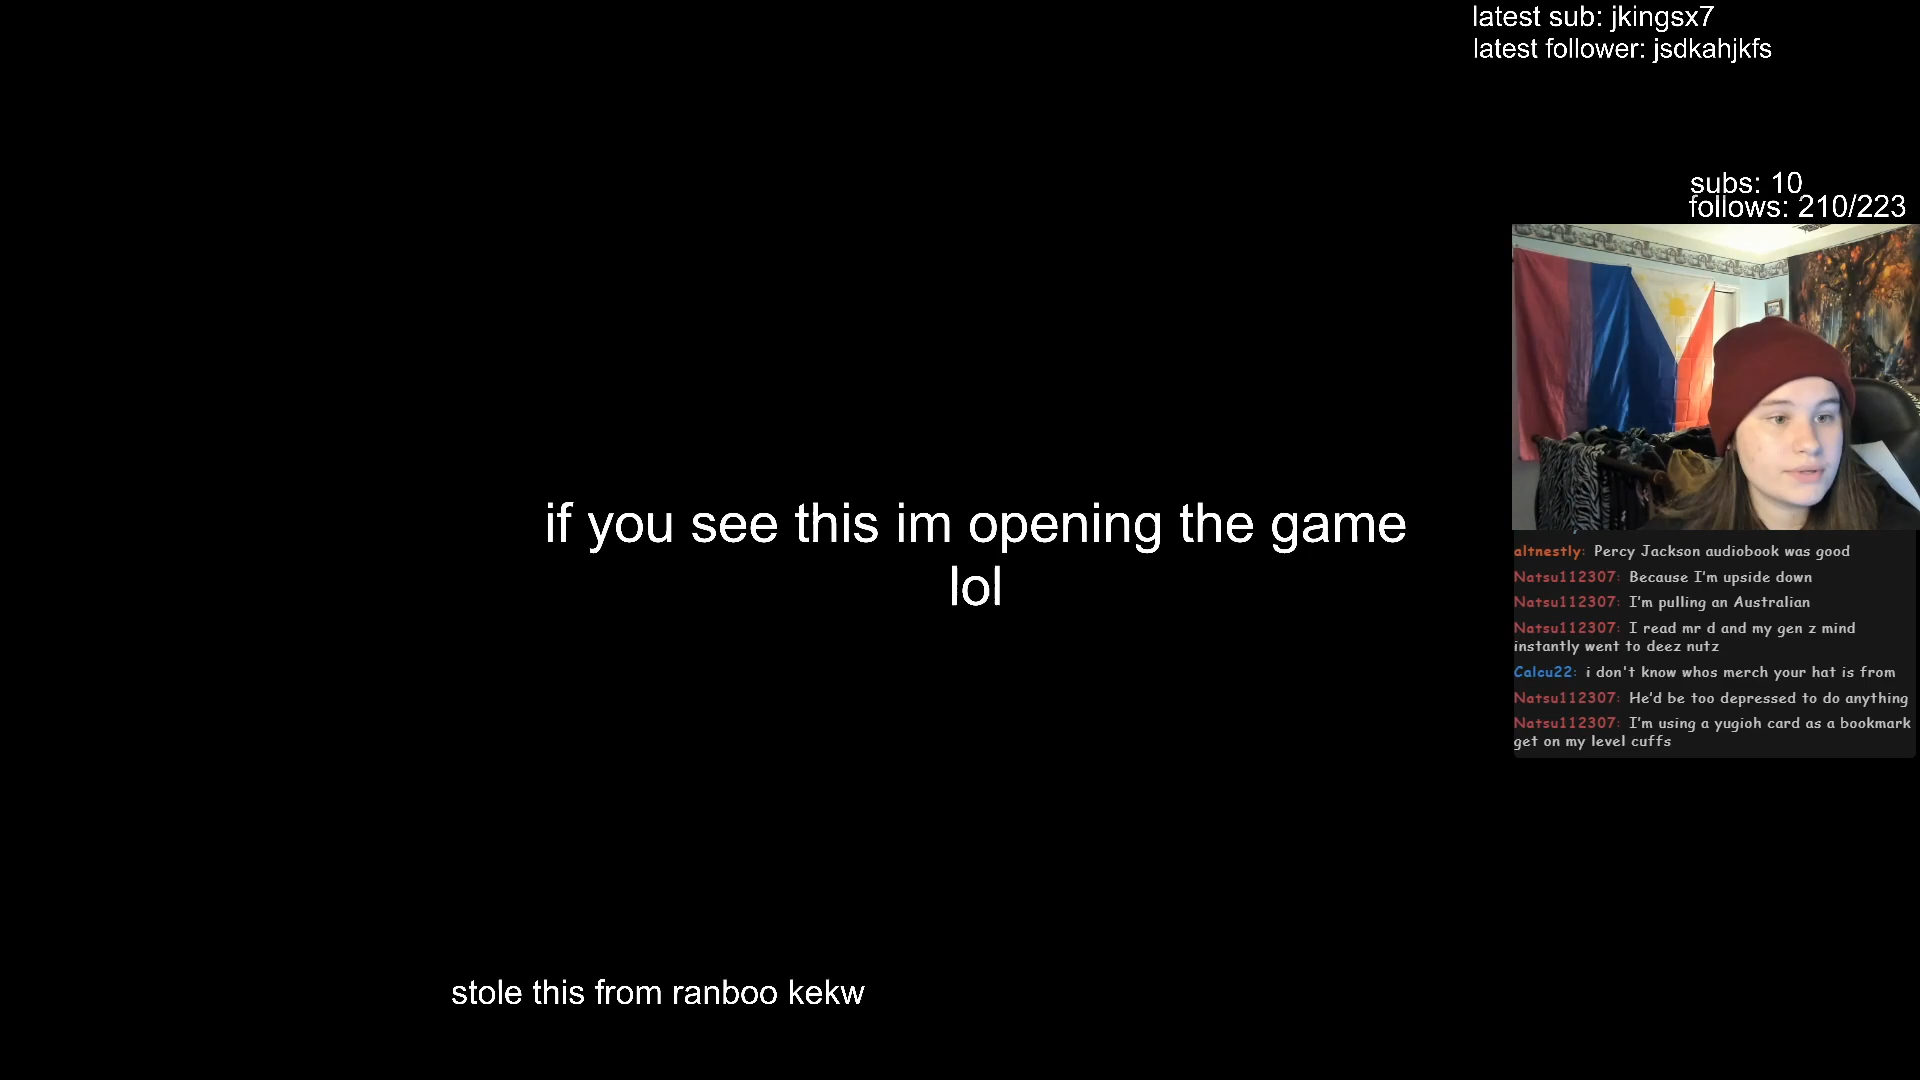 latest sub: jkingsx7
latest follower: jsdkahjkfs
subs: 10
follows: 210/223
if you see this im opening the game
lol
altnestly: Percy Jackson audiobook was good
Natsu112307: Because I'm upside down
Natsu112307: I'm pulling an Australian
Natsu112307: I read mr d and my gen z mind
instantly went to deez nutz
Calcu22: i don't know whos merch your hat is from
Natsu112307: He'd be too depressed to do anything
Natsu112307: I'm using a yugioh card as a bookmark
get on my level cuffs
stole this from ranboo kekw